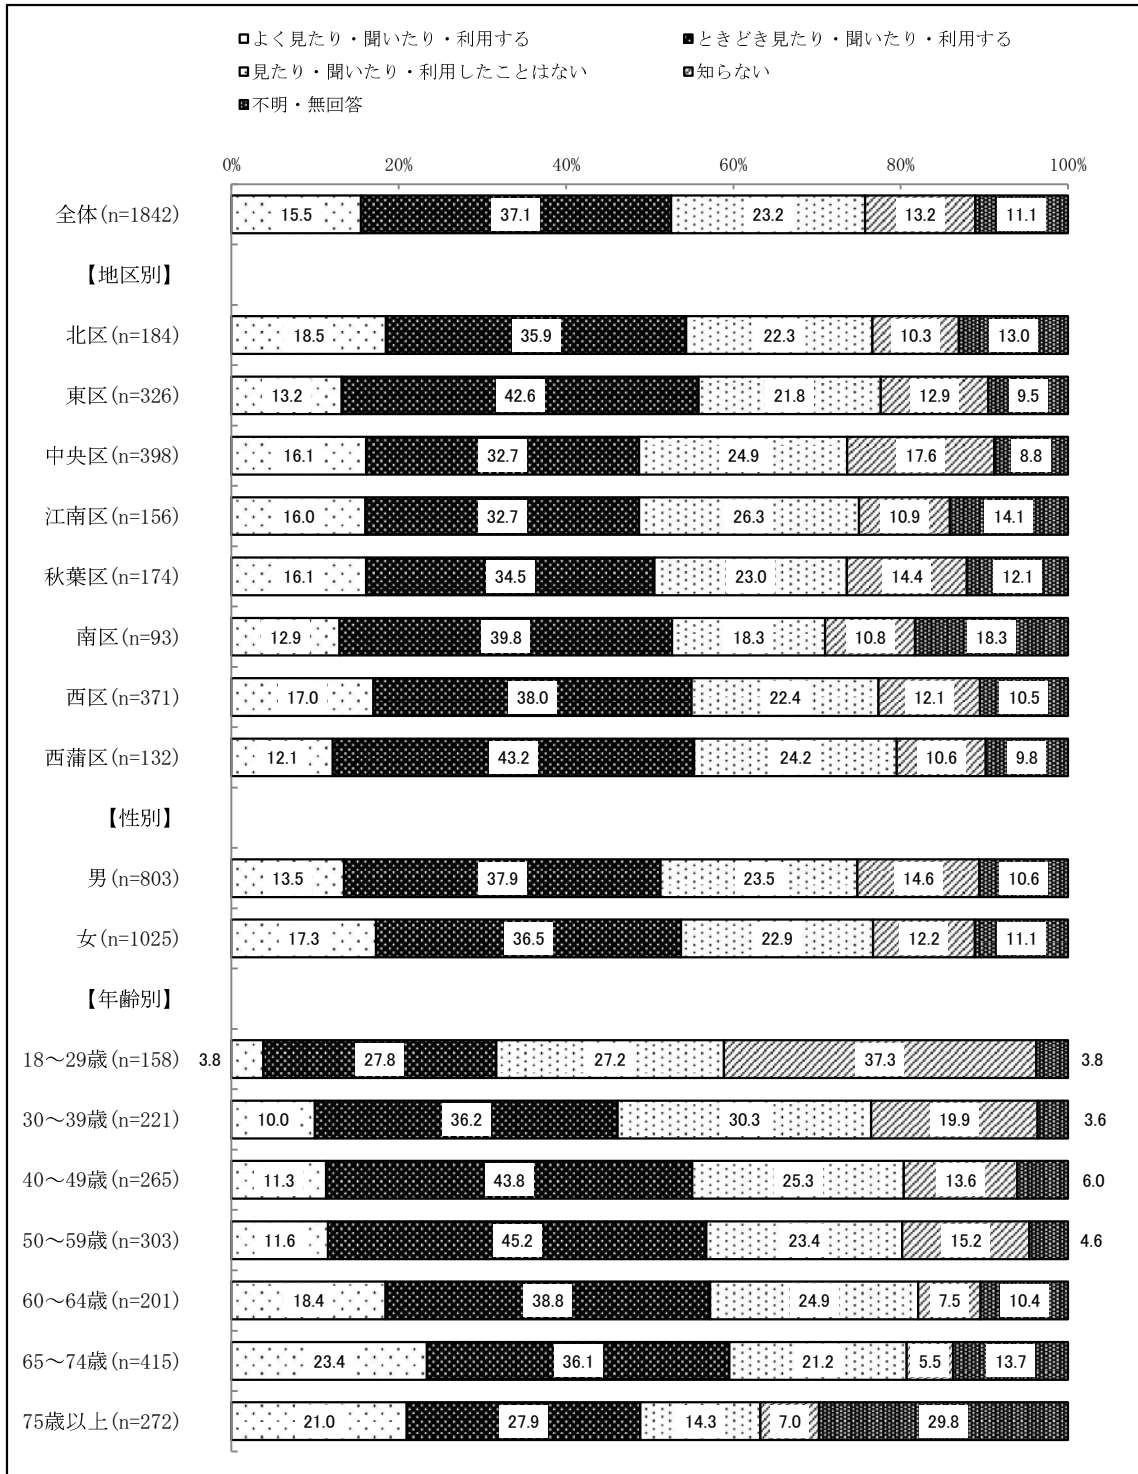 よく見たり・聞いたり・利用する ときどき見たり・聞いたり・利用する
見たり・聞いたり・利用したことはない 知らない
不明・無回答
0% 20% 40% 60% 80% 100%
全体(n=1842) 15.5 37.1 23.2 13.2 11.1
【地区別】
北区(n=184) 18.5 35.9 22.3 10.3 13.0
東区(n=326) 13.2 42.6 21.8 12.9 9.5
中央区(n=398) 16.1 32.7 24.9 17.6 8.8
江南区(n=156) 16.0 32.7 26.3 10.9 14.1
秋葉区(n=174) 16.1 34.5 23.0 14.4 12.1
南区(n=93) 12.9 39.8 18.3 10.8 18.3
西区(n=371) 17.0 38.0 22.4 12.1 10.5
西蒲区(n=132) 12.1 43.2 24.2 10.6 9.8
【性別】
男(n=803) 13.5 37.9 23.5 14.6 10.6
女(n=1025) 17.3 36.5 22.9 12.2 11.1
【年齢別】
18～29歳(n=158) 3.8 27.8 27.2 37.3 3.8
30～39歳(n=221) 10.0 36.2 30.3 19.9 3.6
40～49歳(n=265) 11.3 43.8 25.3 13.6 6.0
50～59歳(n=303) 11.6 45.2 23.4 15.2 4.6
60～64歳(n=201) 18.4 38.8 24.9 7.5 10.4
65～74歳(n=415) 23.4 36.1 21.2 5.5 13.7
75歳以上(n=272) 21.0 27.9 14.3 7.0 29.8